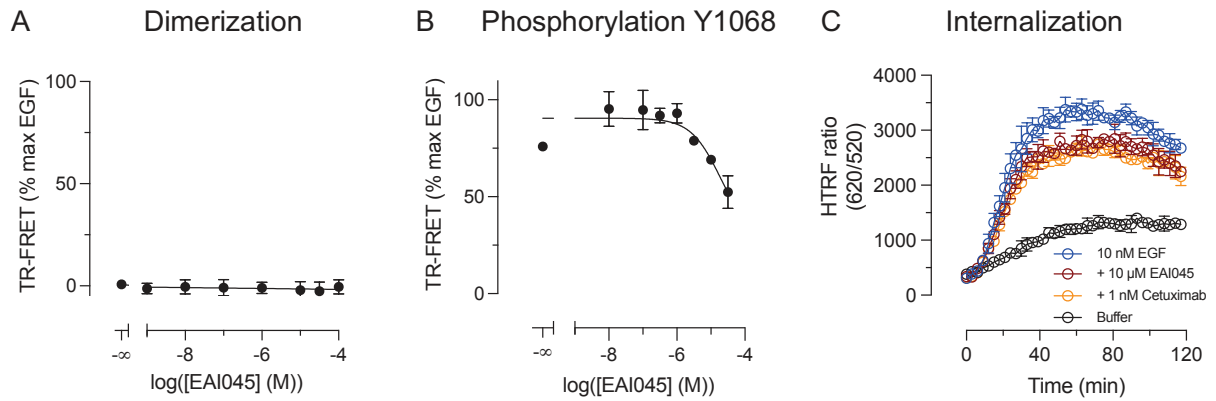 A Dimerization
TR-FRET (% max EGF)
100
50
0
-∞ -8 -6 -4
log([EAI045] (M))
B Phosphorylation Y1068
TR-FRET (% max EGF)
100
50
0
-∞ -8 -6 -4
log([EAI045] (M))
C Internalization
HTRF ratio
(620/520)
4000
3000
2000
1000
0
10 nM EGF
+ 10 µM EAI045
+ 1 nM Cetuximab
Buffer
0 40 80 120
Time (min)